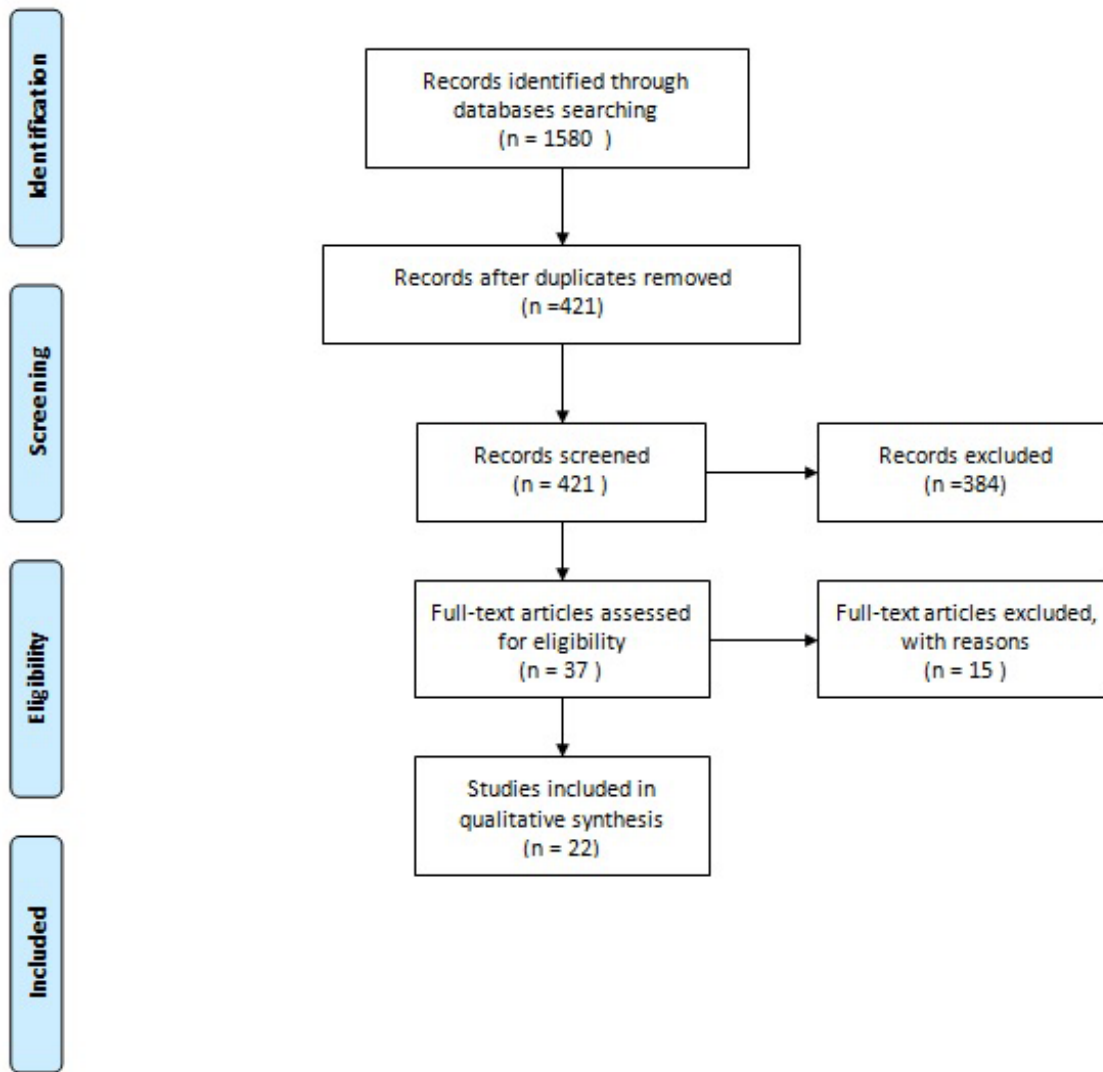 Identification
Records identified through
databases searching
(n = 1580  )
Records after duplicates removed
(n =421)
Screening
Records screened
(n = 421 )
Records excluded
(n =384)
Eligibility
Full-text articles assessed
for eligibility
(n = 37 )
Full-text articles excluded,
with reasons
(n = 15 )
Studies included in
qualitative synthesis
(n = 22)
Included